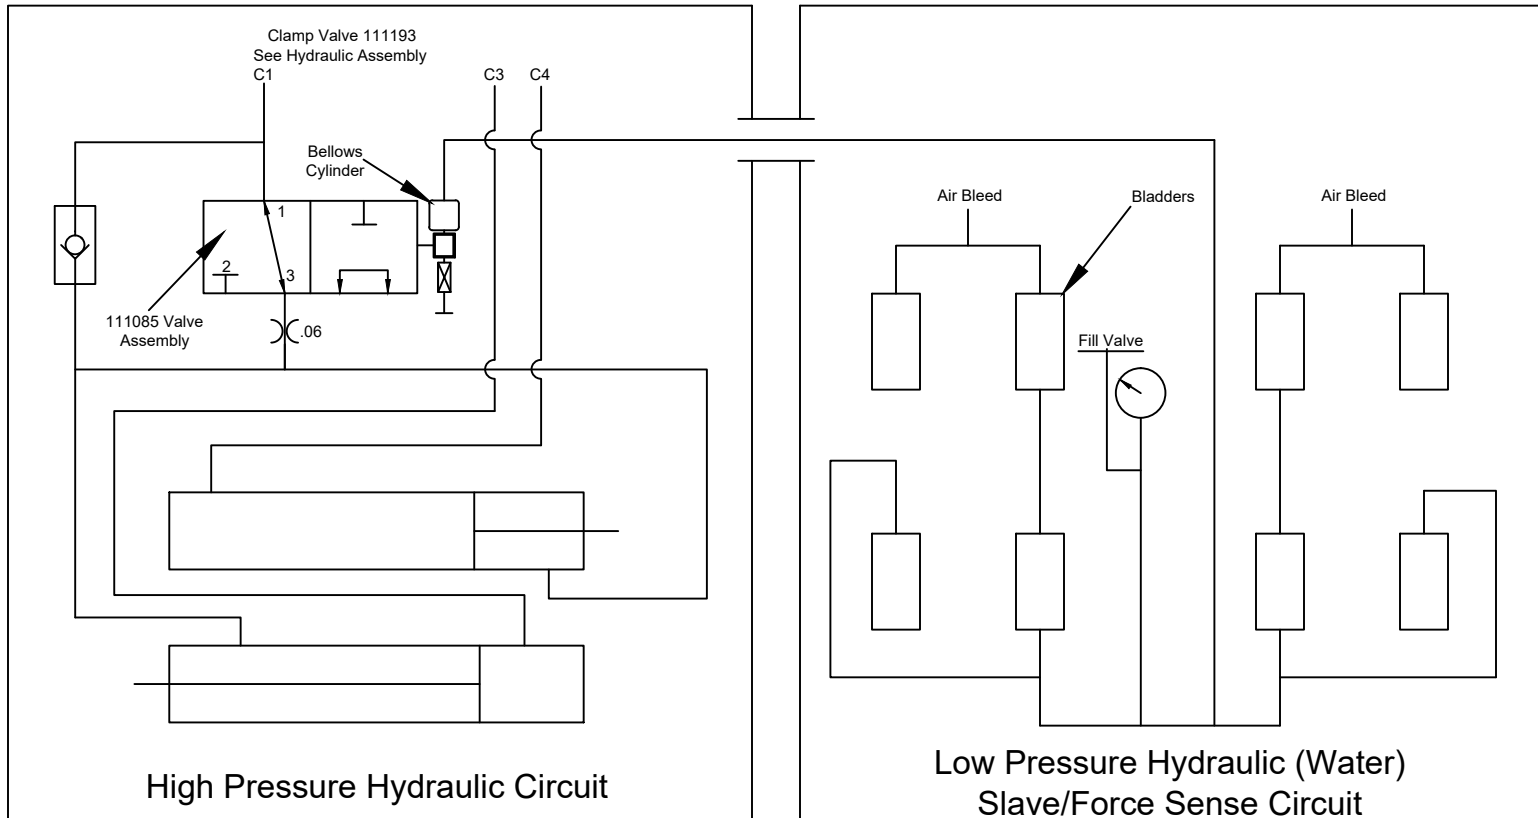 Clamp Valve 111193
See Hydraulic Assembly
C1
C3
C4
Bellows
Cylinder
1
2
3
111085 Valve
Assembly
.06
High Pressure Hydraulic Circuit
Air Bleed
Bladders
Air Bleed
Fill Valve
Low Pressure Hydraulic (Water)
Slave/Force Sense Circuit